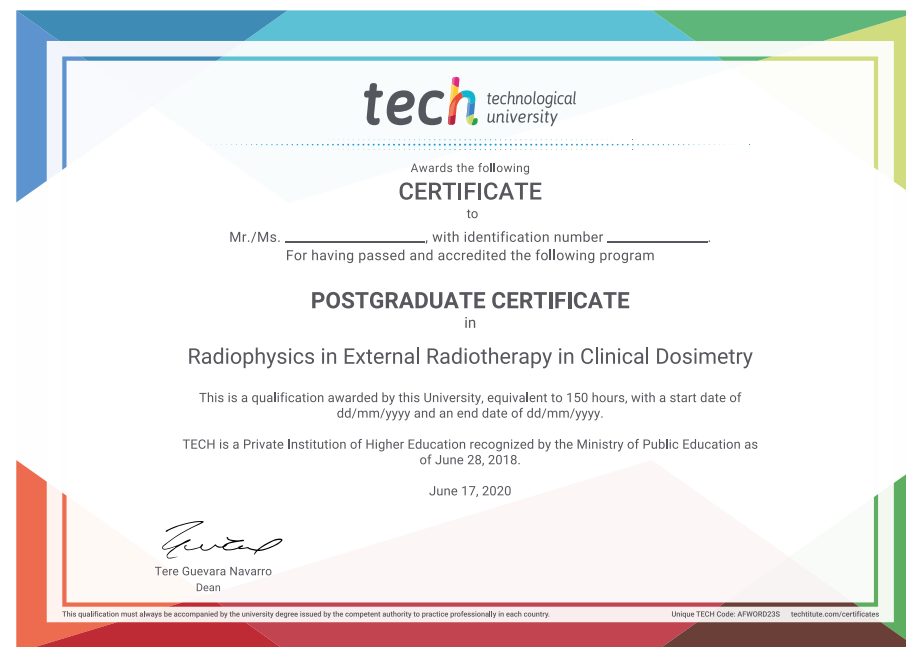 tech technological
university
Awards the following
CERTIFICATE
to
Mr./Ms. ____________________, with identification number ______________.
For having passed and accredited the following program
POSTGRADUATE CERTIFICATE
in
Radiophysics in External Radiotherapy in Clinical Dosimetry
This is a qualification awarded by this University, equivalent to 150 hours, with a start date of
dd/mm/yyyy and an end date of dd/mm/yyyy.
TECH is a Private Institution of Higher Education recognized by the Ministry of Public Education as
of June 28, 2018.
June 17, 2020
Tere Guevara Navarro
Dean
This qualification must always be accompanied by the university degree issued by the competent authority to practice professionally in each country. Unique TECH Code: AFWORD23S techtitute.com/certificates